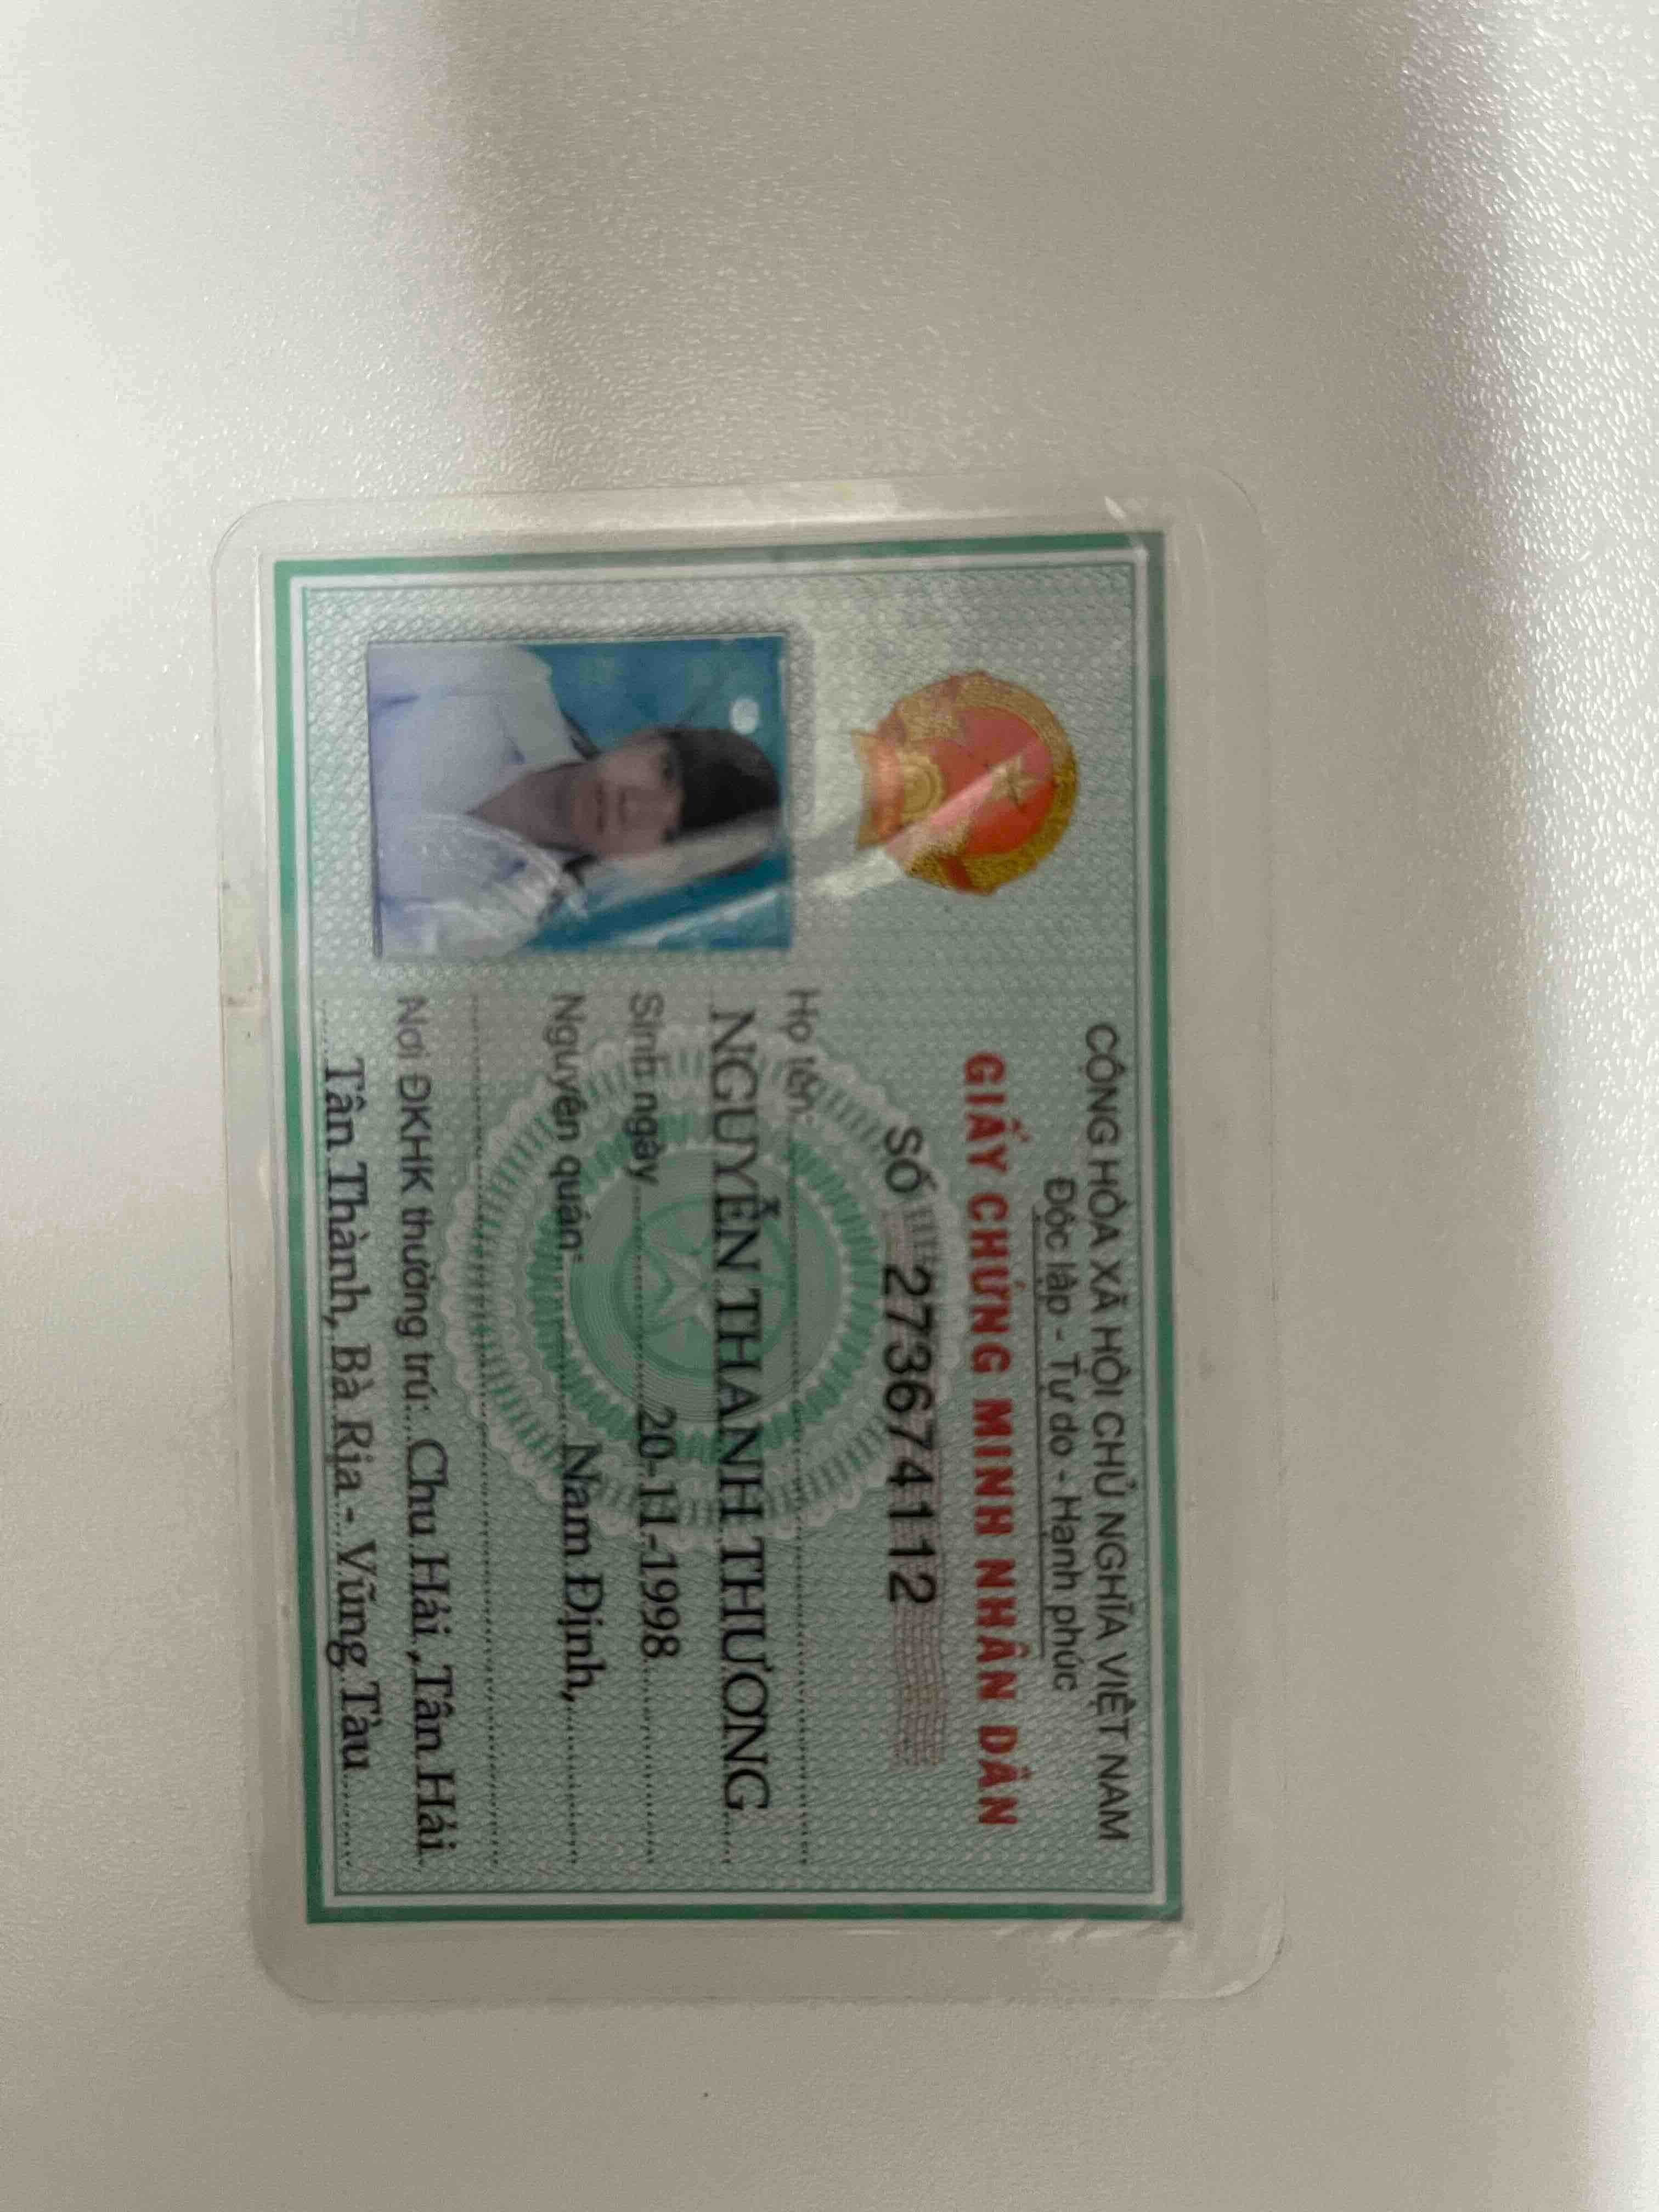 CỘNG HÒA XÃ HỘI CHỦ NGHĨA VIỆT NAM
Độc lập - Tự do - Hạnh phúc
GIẤY CHỨNG MINH NHÂN DÂN
SỐ 273674112
Họ tên:
NGUYỄN THANH THƯƠNG
Sinh ngày 20-11-1998
Nguyên quán: Nam Định,
Nơi ĐKHK thường trú: Chu Hải ,Tân Hải
Tân Thành, Bà Rịa - Vũng Tàu